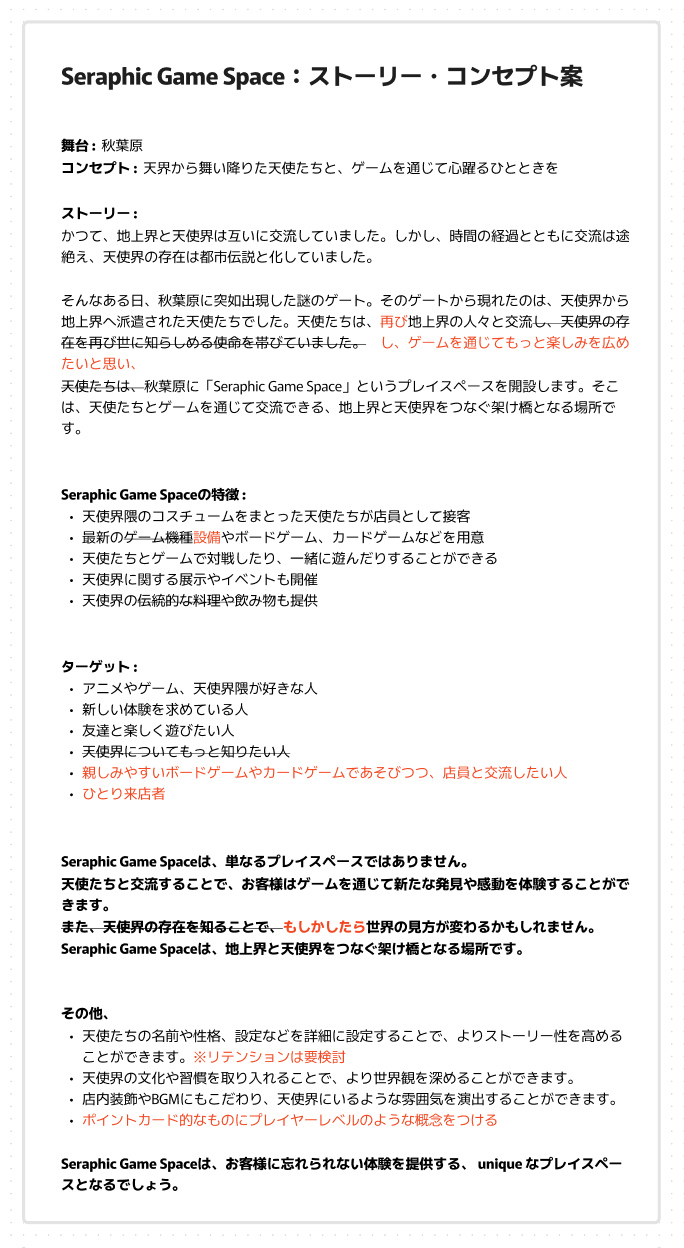 Seraphic Game Space：ストーリー・コンセプト案
舞台 : 秋葉原
コンセプト : 天界から舞い降りた天使たちと、ゲームを通じて心躍るひとときを
ストーリー :
かつて、地上界と天使界は互いに交流していました。しかし、時間の経過とともに交流は途
絶え、天使界の存在は都市伝説と化していました。
そんなある日、秋葉原に突如出現した謎のゲート。そのゲートから現れたのは、天使界から
地上界へ派遣された天使たちでした。天使たちは、再び地上界の人々と交流し、天使界の存
在を再び世に知らしめる使命を帯びていました。 し、ゲームを通じてもっと楽しみを広め
たいと思い、
天使たちは、秋葉原に「Seraphic Game Space」というプレイスペースを開設します。そこ
は、天使たちとゲームを通じて交流できる、地上界と天使界をつなぐ架け橋となる場所で
す。
Seraphic Game Spaceの特徴 :
• 天使界隈のコスチュームをまとった天使たちが店員として接客
• 最新のゲーム機種設備やボードゲーム、カードゲームなどを用意
• 天使たちとゲームで対戦したり、一緒に遊んだりすることができる
• 天使界に関する展示やイベントも開催
• 天使界の伝統的な料理や飲み物も提供
ターゲット :
• アニメやゲーム、天使界隈が好きな人
• 新しい体験を求めている人
• 友達と楽しく遊びたい人
• 天使界についてもっと知りたい人
• 親しみやすいボードゲームやカードゲームであそびつつ、店員と交流したい人
• ひとり来店者
Seraphic Game Spaceは、単なるプレイスペースではありません。
天使たちと交流することで、お客様はゲームを通じて新たな発見や感動を体験することがで
きます。
また、天使界の存在を知ることで、もしかしたら世界の見方が変わるかもしれません。
Seraphic Game Spaceは、地上界と天使界をつなぐ架け橋となる場所です。
その他、
• 天使たちの名前や性格、設定などを詳細に設定することで、よりストーリー性を高める
ことができます。※リテンションは要検討
• 天使界の文化や習慣を取り入れることで、より世界観を深めることができます。
• 店内装飾やBGMにもこだわり、天使界にいるような雰囲気を演出することができます。
• ポイントカード的なものにプレイヤーレベルのような概念をつける
Seraphic Game Spaceは、お客様に忘れられない体験を提供する、 unique なプレイスペー
スとなるでしょう。